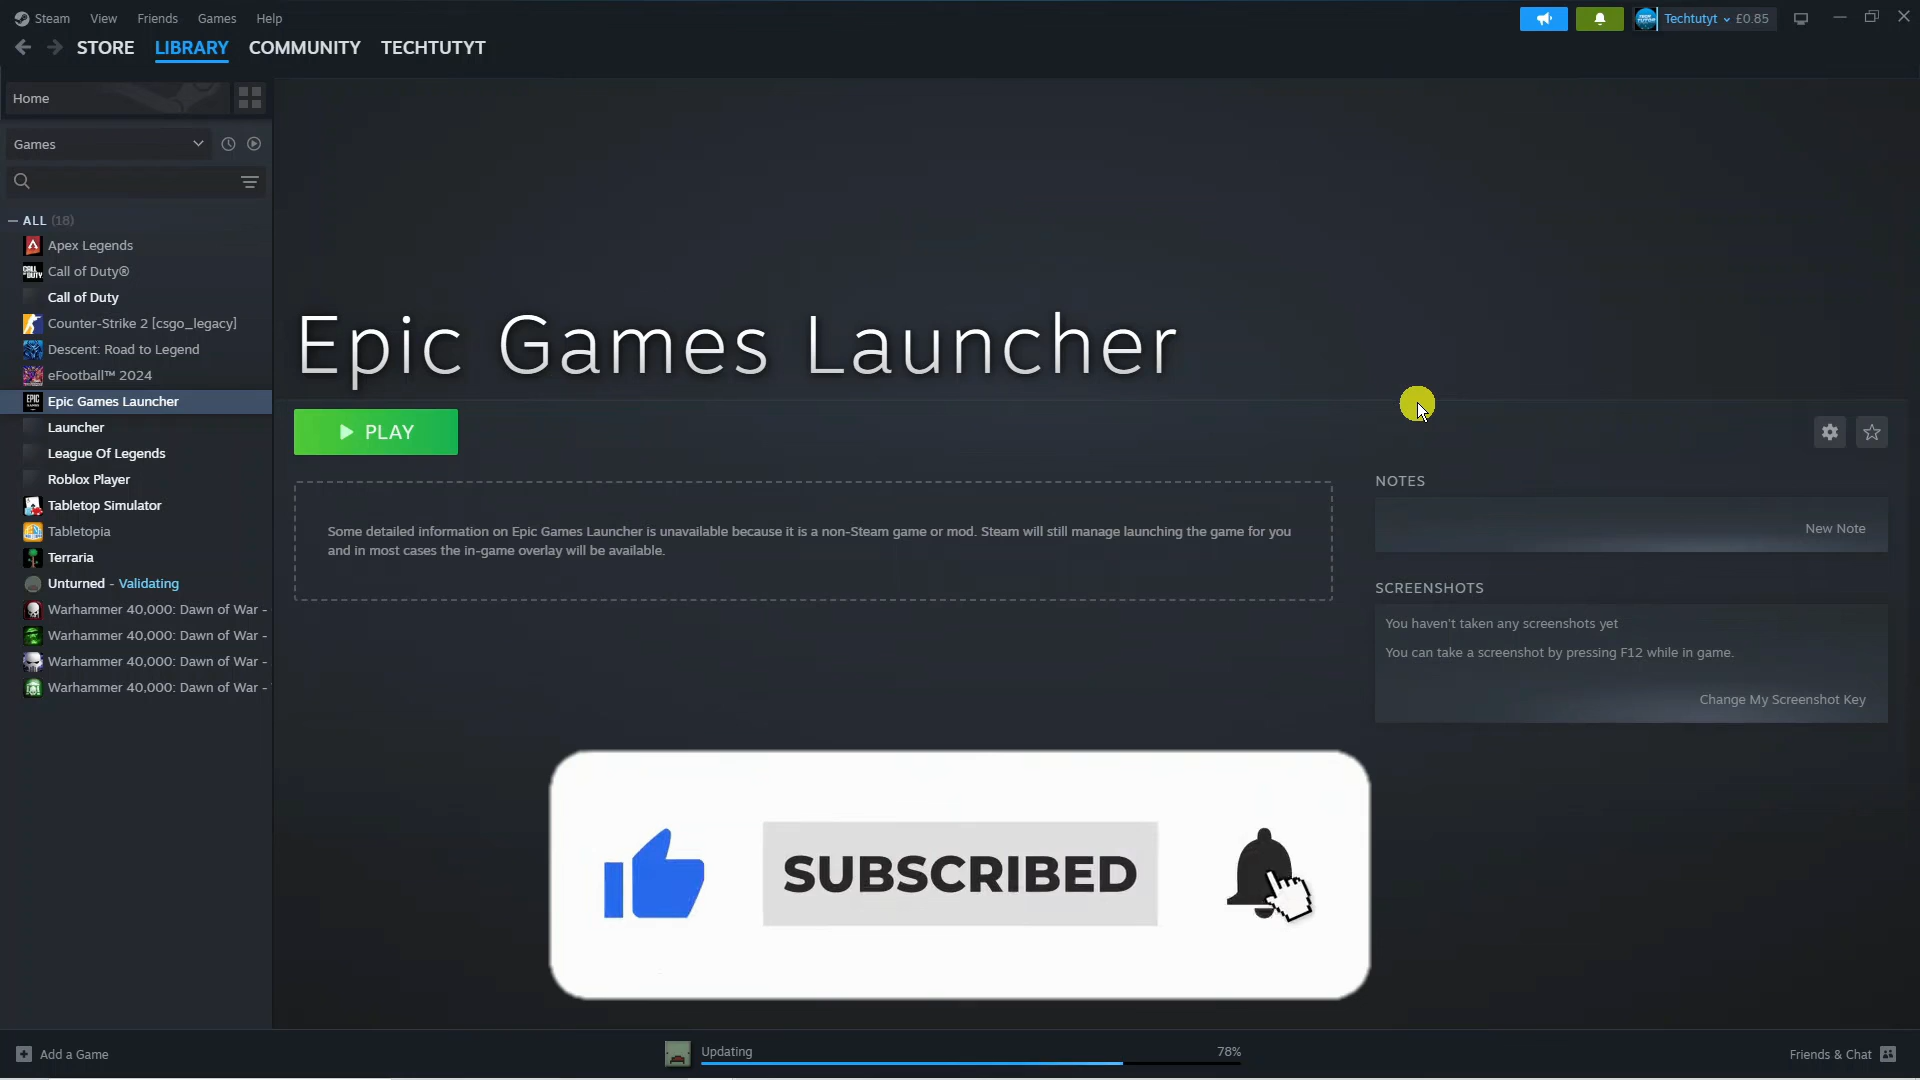 Steam View Friends Games Help
Techtutyt £0.85
STORE LIBRARY COMMUNITY TECHTUTYT
Home
Games
ALL (18)
Apex Legends
Call of Duty®
Call of Duty
Counter-Strike 2 [csgo_legacy]
Descent: Road to Legend
eFootball™ 2024
Epic Games Launcher
Launcher
League Of Legends
Roblox Player
Tabletop Simulator
Tabletopia
Terraria
Unturned - Validating
Warhammer 40,000: Dawn of War -
Warhammer 40,000: Dawn of War -
Warhammer 40,000: Dawn of War -
Warhammer 40,000: Dawn of War -
Epic Games Launcher
PLAY
Some detailed information on Epic Games Launcher is unavailable because it is a non-Steam game or mod. Steam will still manage launching the game for you
and in most cases the in-game overlay will be available.
NOTES
New Note
SCREENSHOTS
You haven't taken any screenshots yet
You can take a screenshot by pressing F12 while in game.
Change My Screenshot Key
SUBSCRIBED
Add a Game
Updating 78%
Friends & Chat